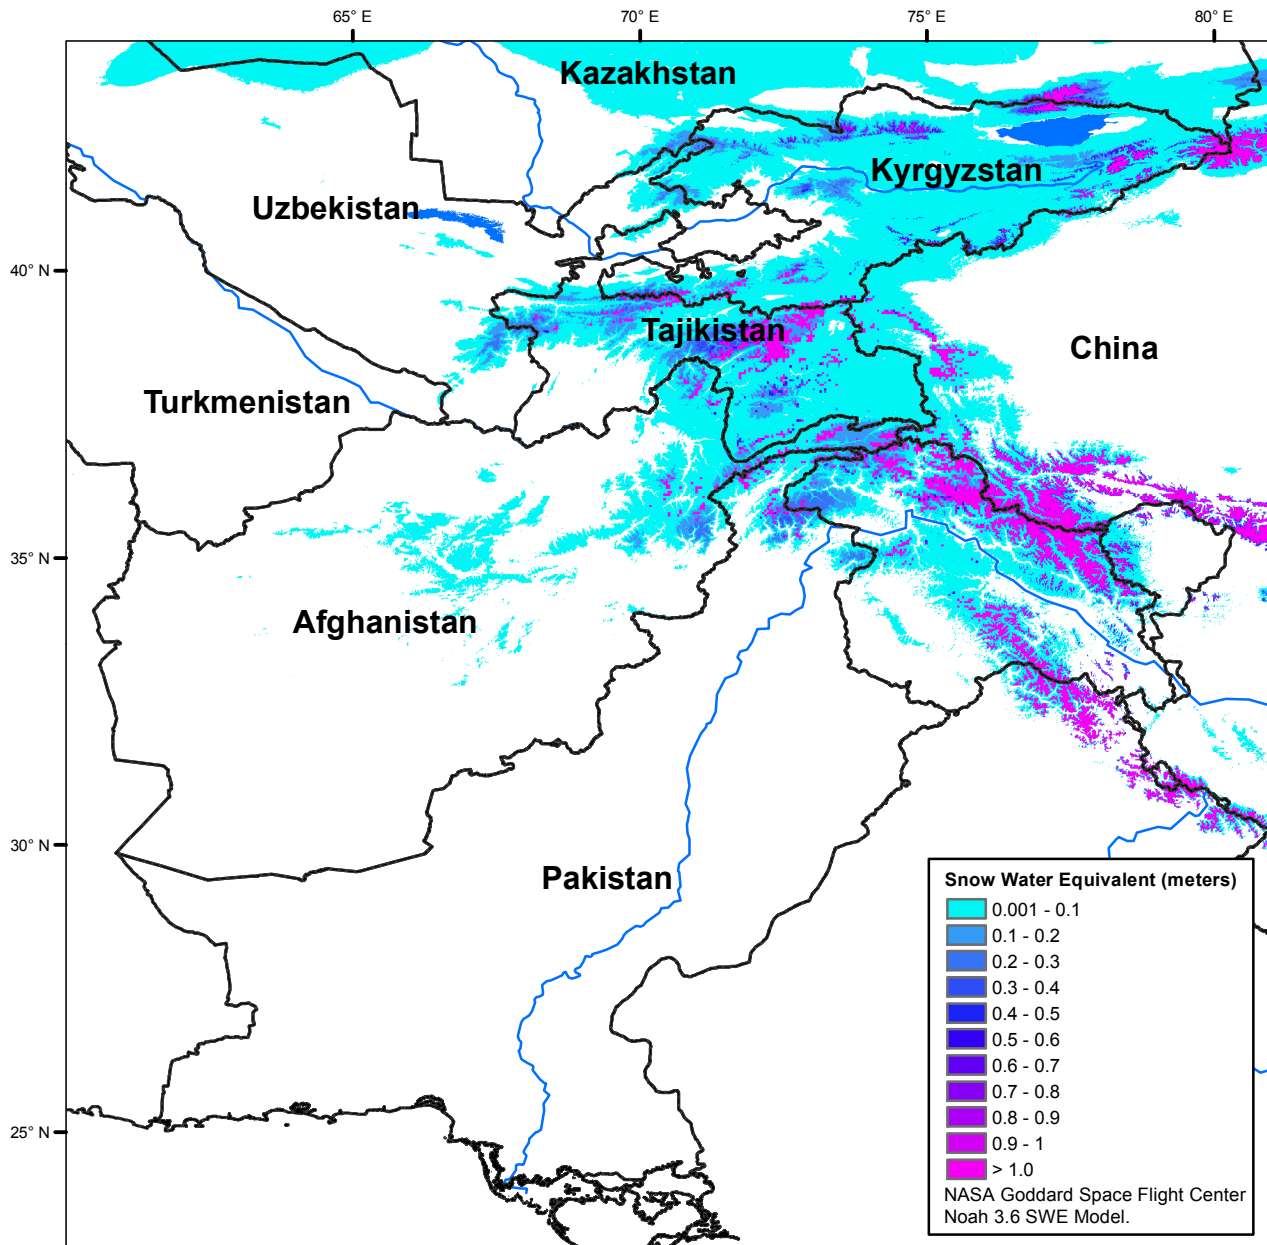 65° E
70° E
75° E
80° E
Kazakhstan
Kyrgyzstan
Uzbekistan
40° N
Tajikistan
China
Turkmenistan
35° N
Afghanistan
30° N
Pakistan
25° N
Snow Water Equivalent (meters)
0.001 - 0.1
0.1 - 0.2
0.2 - 0.3
0.3 - 0.4
0.4 - 0.5
0.5 - 0.6
0.6 - 0.7
0.7 - 0.8
0.8 - 0.9
0.9 - 1
> 1.0
NASA Goddard Space Flight Center
Noah 3.6 SWE Model.